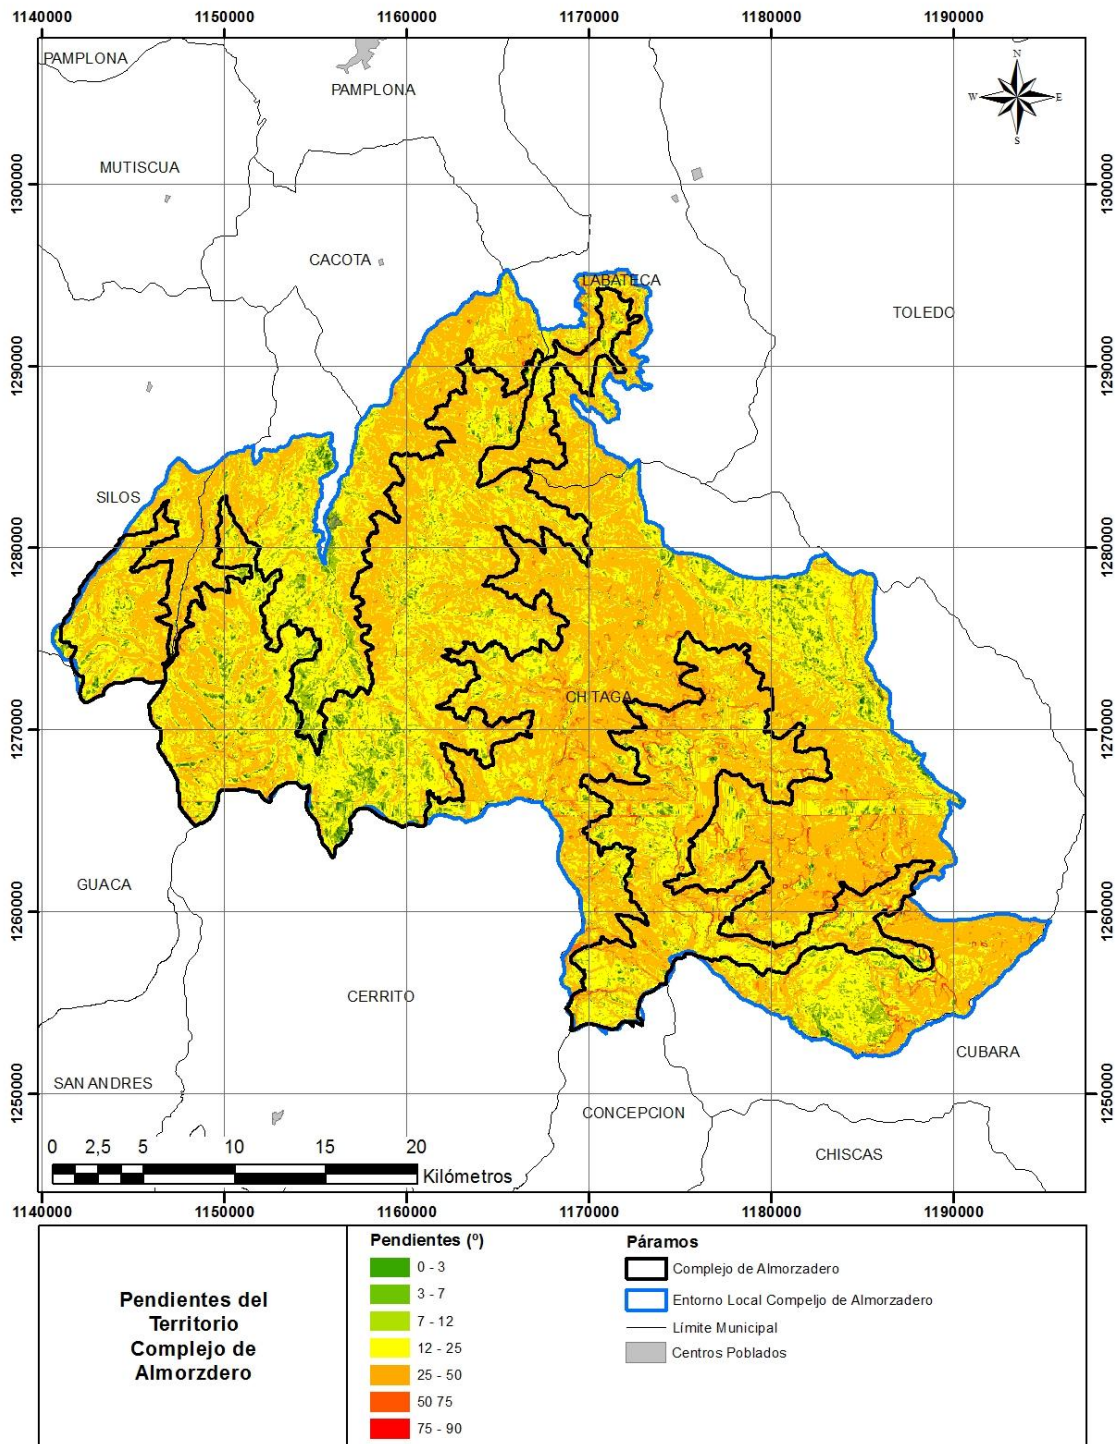 1140000 1150000 1160000 1170000 1180000 1190000
PAMPLONA
PAMPLONA
N
W E
S
MUTISCUA
1300000 1300000
CACOTA
LABATECA
TOLEDO
1290000 1290000
SILOS
1280000 1280000
CHITAGA
1270000 1270000
GUACA
1260000 1260000
CERRITO
CUBARA
SAN ANDRES
1250000 1250000
CONCEPCION
CHISCAS
0 2,5 5 10 15 20
Kilómetros
1140000 1150000 1160000 1170000 1180000 1190000
Pendientes del
Territorio
Complejo de
Almorzdero
Pendientes (º)
0 - 3
3 - 7
7 - 12
12 - 25
25 - 50
50 75
75 - 90
Páramos
Complejo de Almorzadero
Entorno Local Compeljo de Almorzadero
Límite Municipal
Centros Poblados